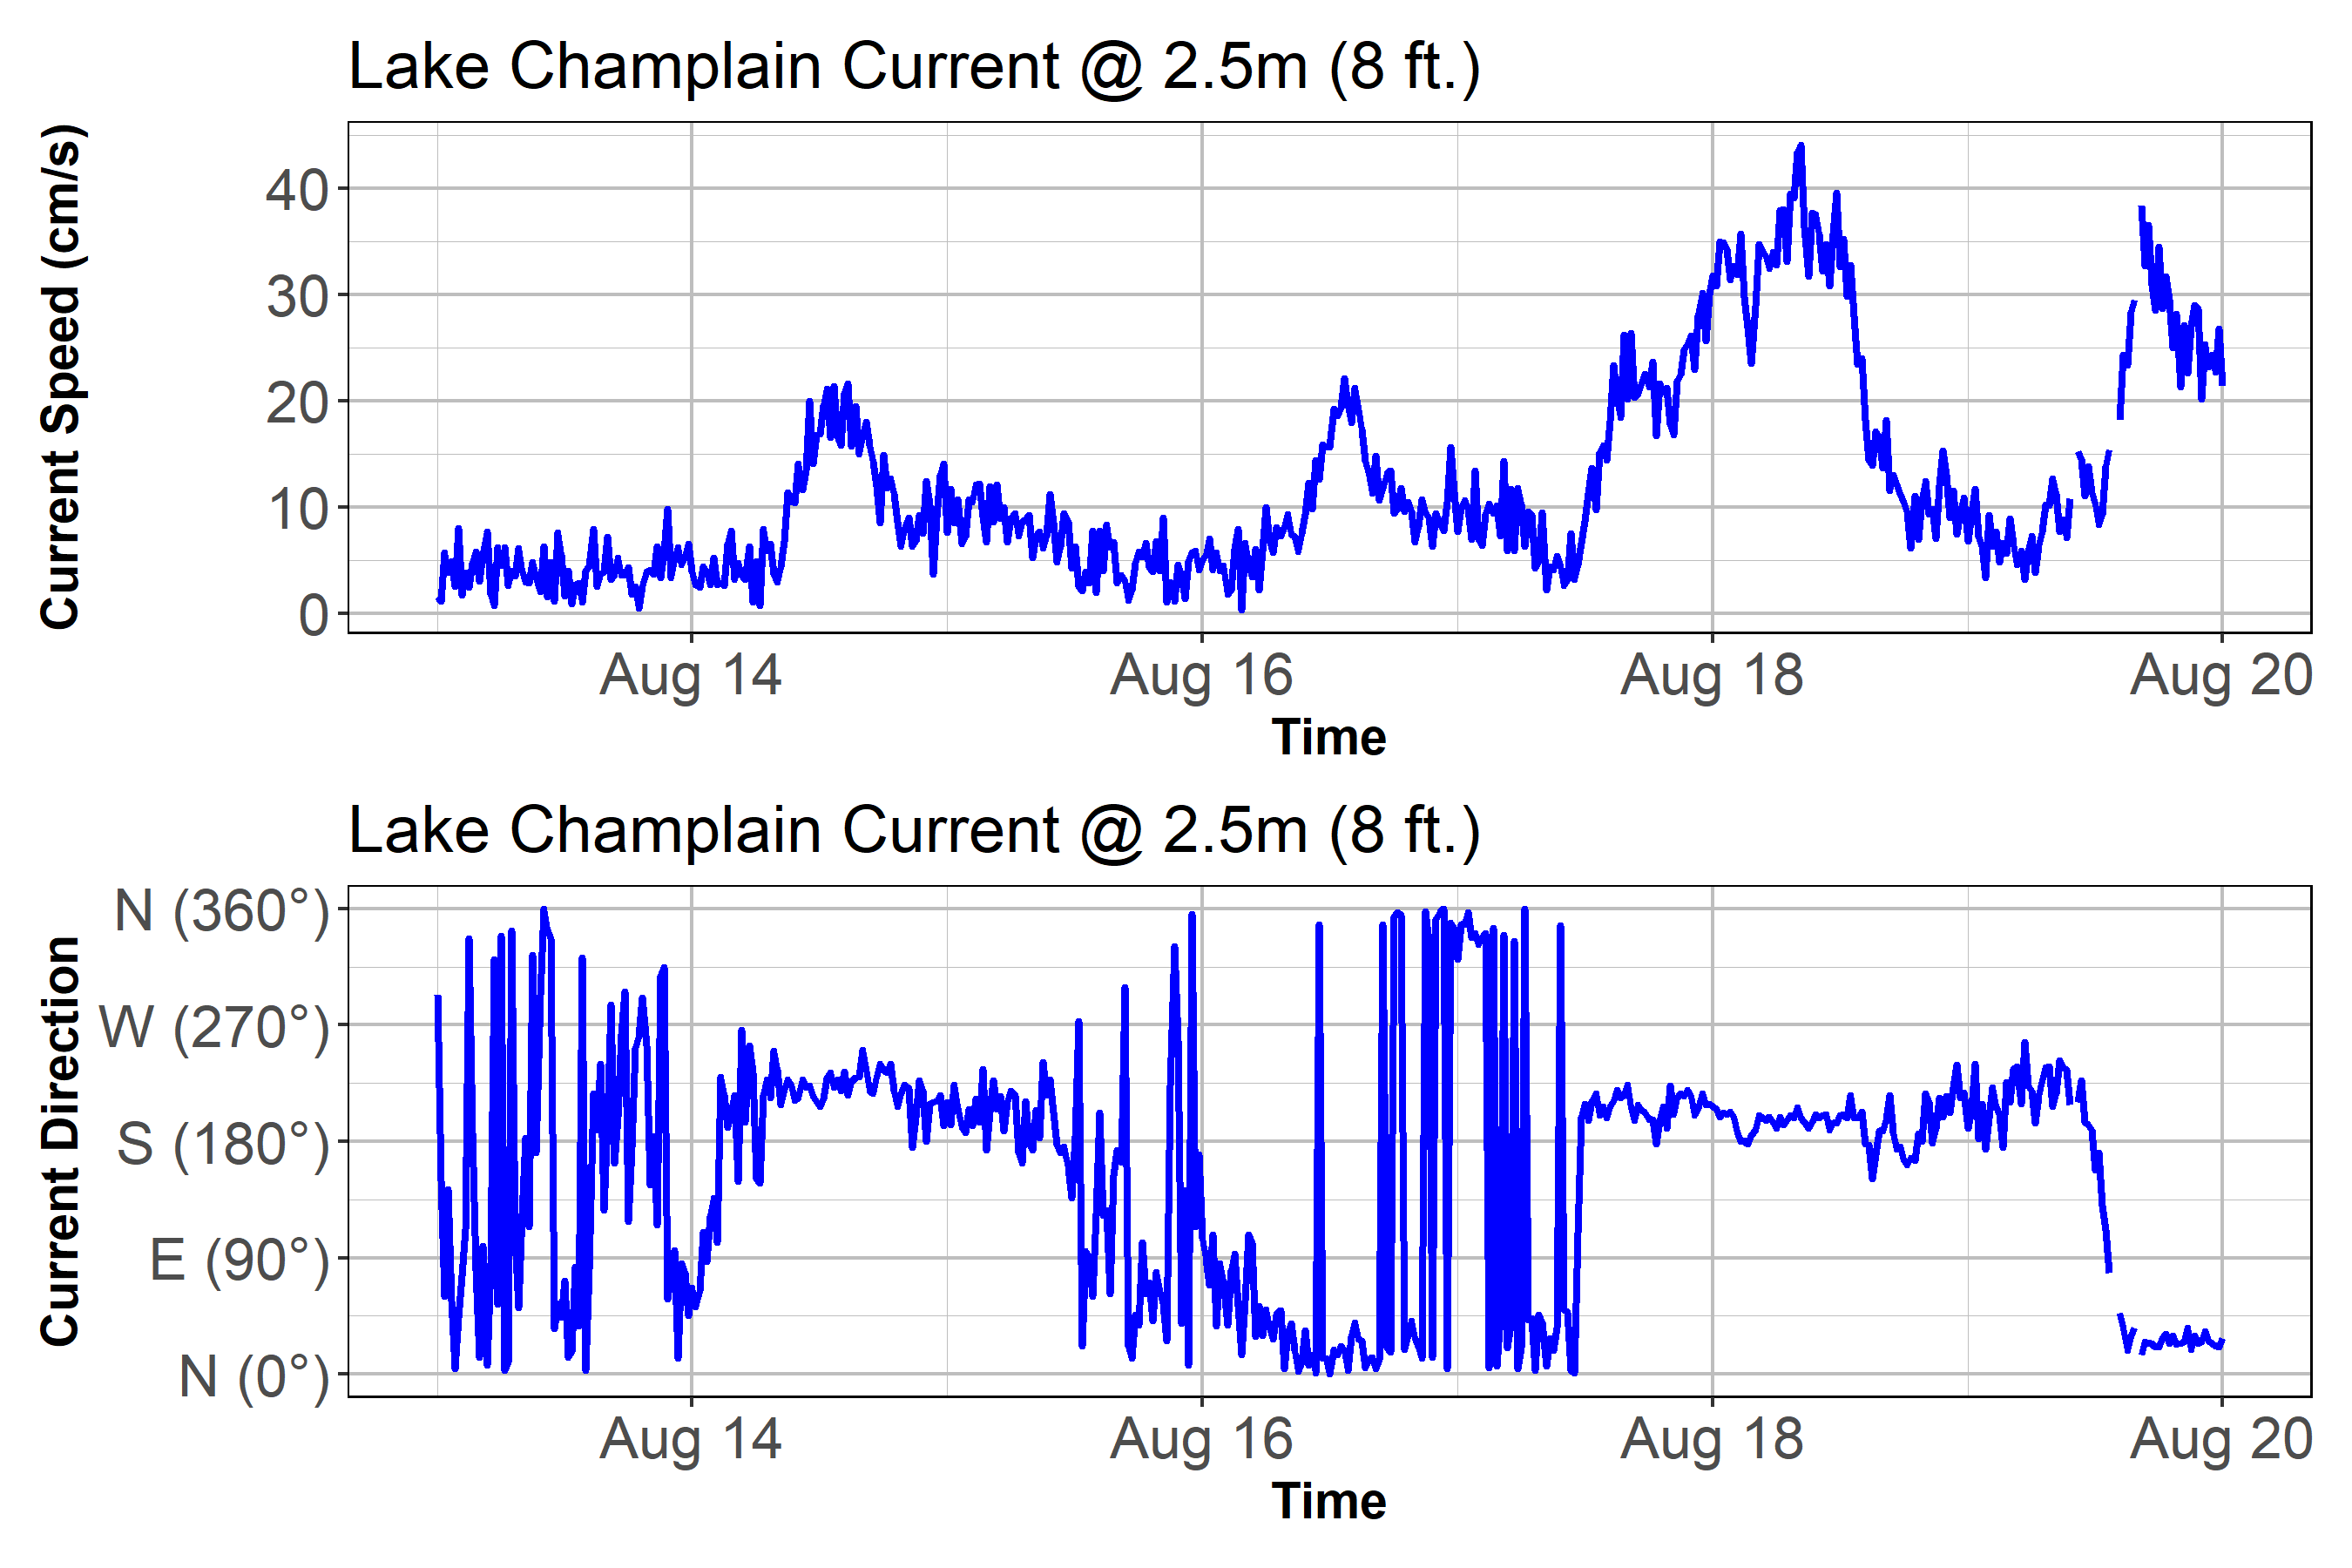 Lake Champlain Current @ 2.5m (8 ft.)
Current Speed (cm/s)
40
30
20
10
0
Aug 14 Aug 16 Aug 18 Aug 20
Time
Lake Champlain Current @ 2.5m (8 ft.)
Current Direction
N (360°)
W (270°)
S (180°)
E (90°)
N (0°)
Aug 14 Aug 16 Aug 18 Aug 20
Time